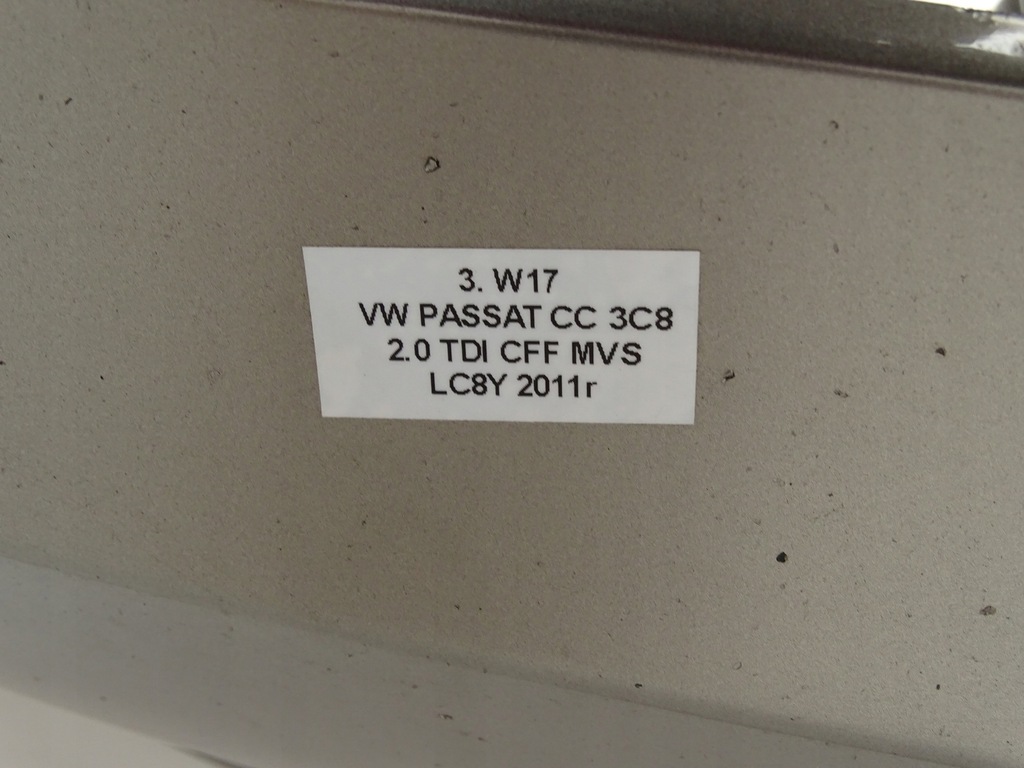 3. W17
VW PASSAT CC 3C8
2.0 TDI CFF MVS
LC8Y 2011r